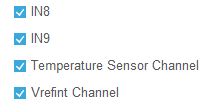 IN8
IN9
Temperature Sensor Channel
Vrefint Channel